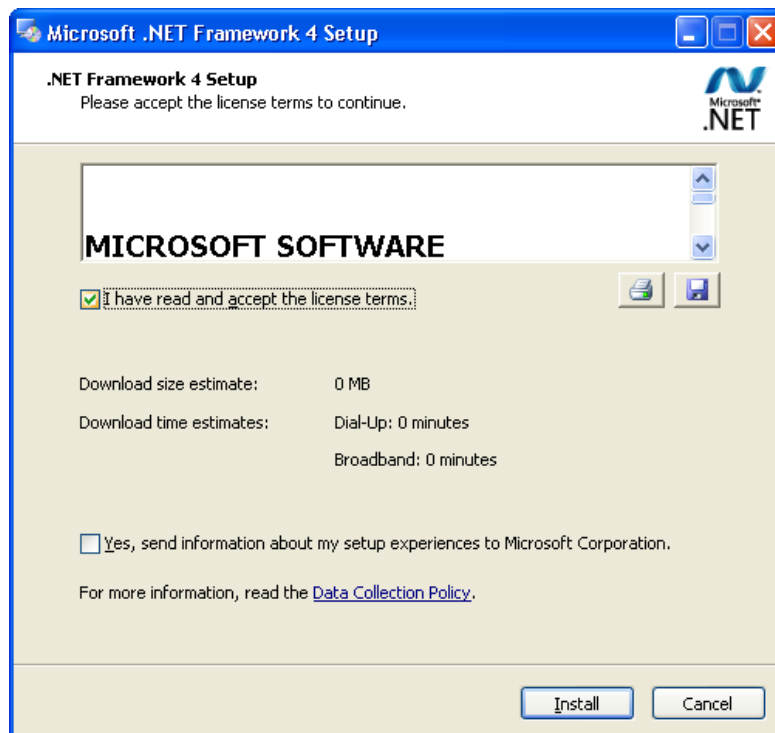 Microsoft .NET Framework 4 Setup
.NET Framework 4 Setup
Please accept the license terms to continue.
Microsoft
.NET
MICROSOFT SOFTWARE
I have read and accept the license terms.
Download size estimate: 0 MB
Download time estimates: Dial-Up: 0 minutes
Broadband: 0 minutes
Yes, send information about my setup experiences to Microsoft Corporation.
For more information, read the Data Collection Policy.
Install Cancel